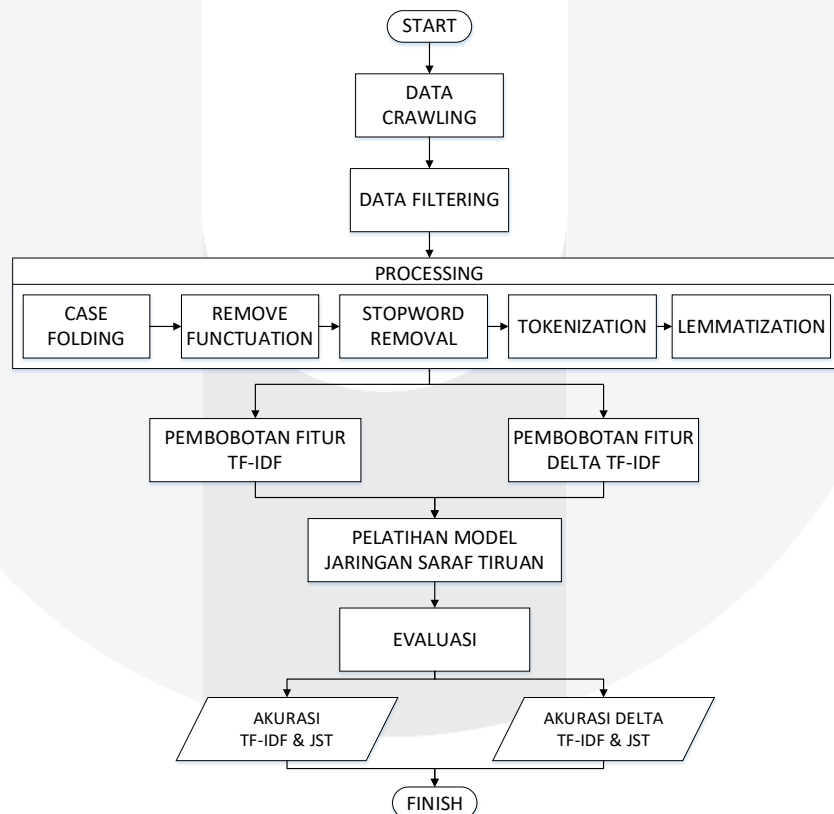 START
DATA
CRAWLING
DATA FILTERING
PROCESSING
CASE
FOLDING
REMOVE
FUNCTUATION
STOPWORD
REMOVAL
TOKENIZATION
LEMMATIZATION
PEMBOBOTAN FITUR
TF-IDF
PEMBOBOTAN FITUR
DELTA TF-IDF
PELATIHAN MODEL
JARINGAN SARAF TIRUAN
EVALUASI
AKURASI
TF-IDF & JST
AKURASI DELTA
TF-IDF & JST
FINISH